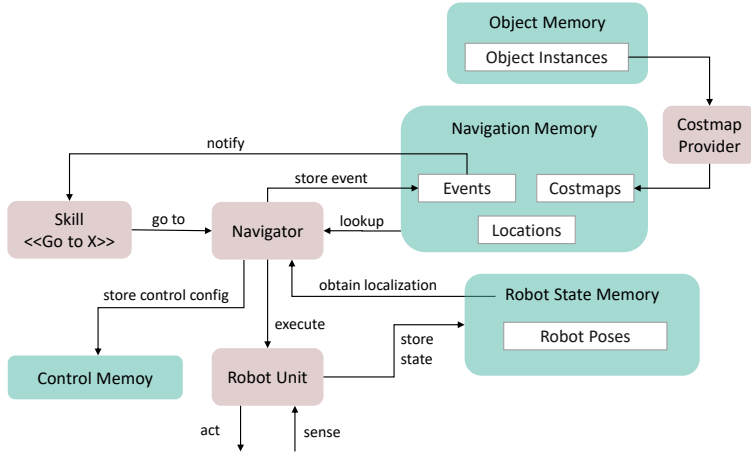 Object Memory
Object Instances
Navigation Memory
Costmap
Provider
notify
store event
Events
Costmaps
Skill
<<Go to X>>
go to
Navigator
lookup
Locations
obtain localization
store control config
Robot State Memory
execute
store
state
Robot Poses
Control Memoy
Robot Unit
act
sense